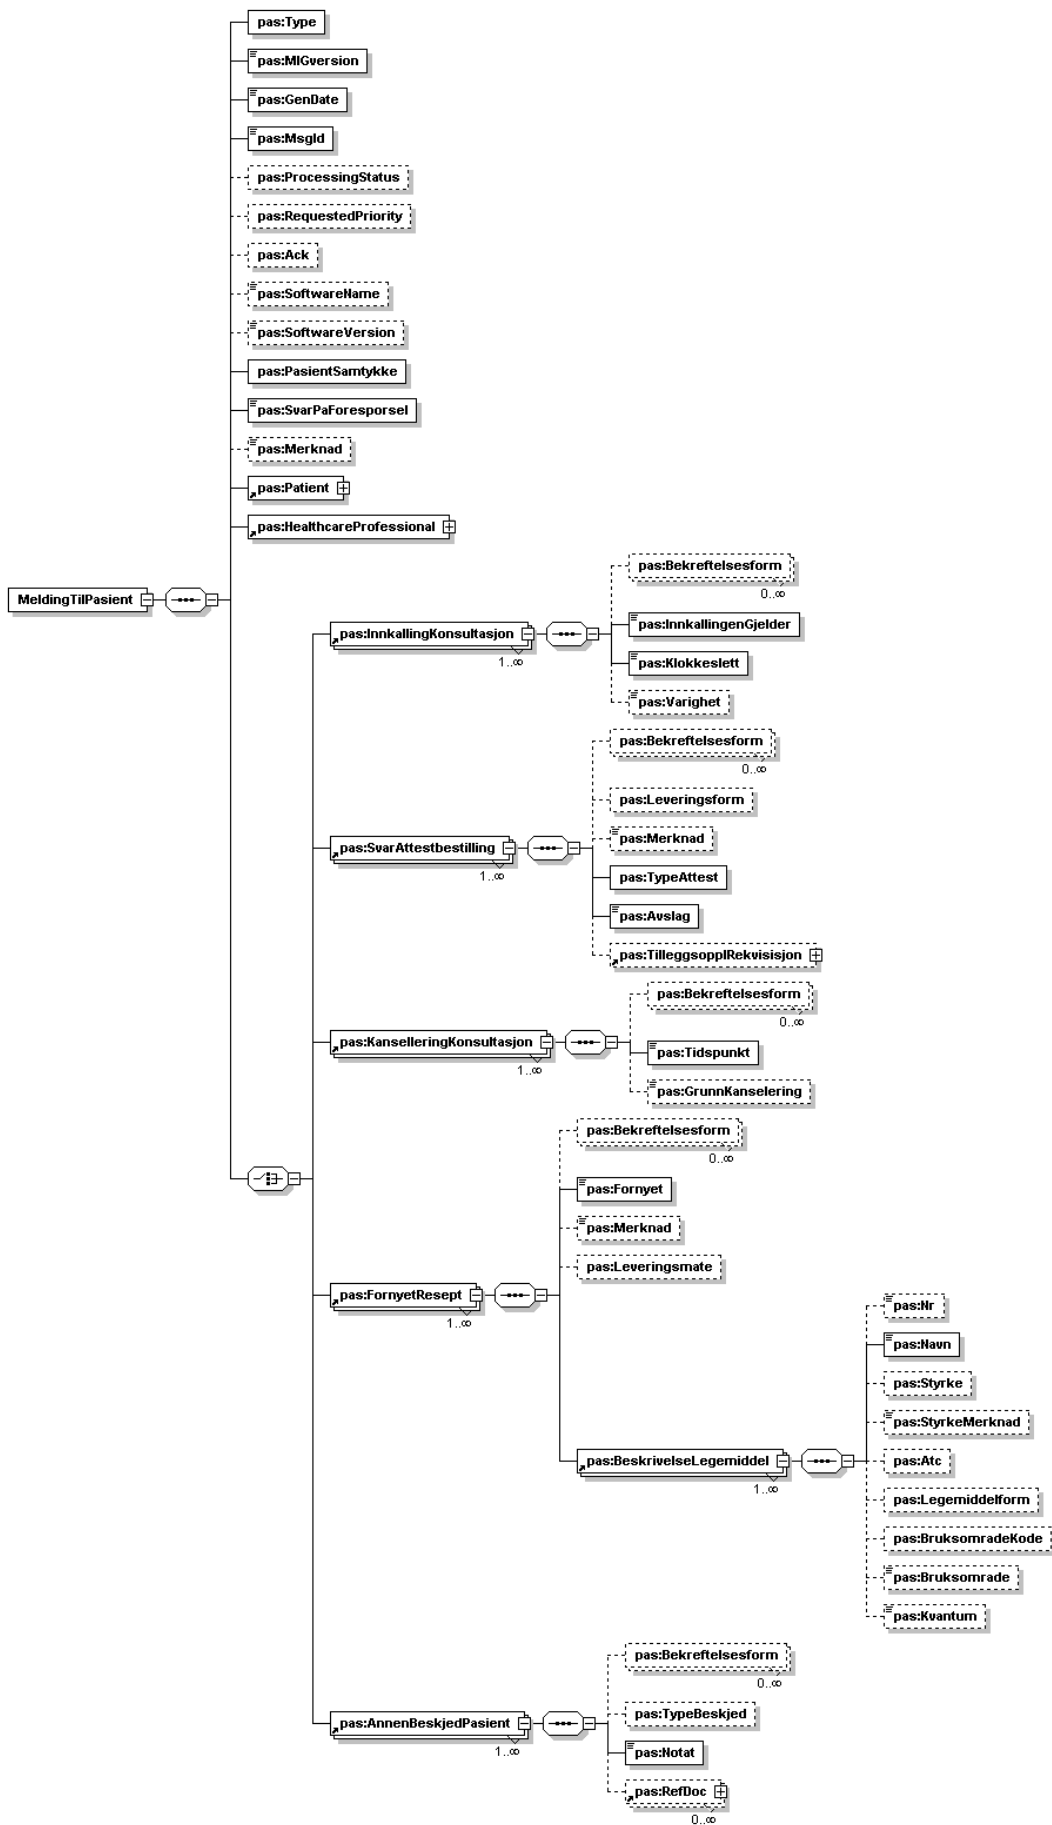 pas:Type
pas:MIGversion
pas:GenDate
pas:MsgId
pas:ProcessingStatus
pas:RequestedPriority
pas:Ack
pas:SoftwareName
pas:SoftwareVersion
pas:PasientSamtykke
pas:SvarPaForesporsel
pas:Merknad
pas:Patient
pas:HealthcareProfessional
MeldingTilPasient
pas:InnkallingKonsultasjon
1..∞
pas:Bekreftelsesform
0..∞
pas:InnkallingenGjelder
pas:Klokkeslett
pas:Varighet
pas:SvarAttestbestilling
1..∞
pas:Bekreftelsesform
0..∞
pas:Leveringsform
pas:Merknad
pas:TypeAttest
pas:Avslag
pas:TilleggsopplRekvisisjon
pas:KanselleringKonsultasjon
1..∞
pas:Bekreftelsesform
0..∞
pas:Tidspunkt
pas:GrunnKanselering
pas:FornyetResept
1..∞
pas:Bekreftelsesform
0..∞
pas:Fornyet
pas:Merknad
pas:Leveringsmate
pas:BeskrivelseLegemiddel
1..∞
pas:Nr
pas:Navn
pas:Styrke
pas:StyrkeMerknad
pas:Atc
pas:Legemiddelform
pas:BruksomradeKode
pas:Bruksomrade
pas:Kvantum
pas:AnnenBeskjedPasient
1..∞
pas:Bekreftelsesform
0..∞
pas:TypeBeskjed
pas:Notat
pas:RefDoc
0..∞